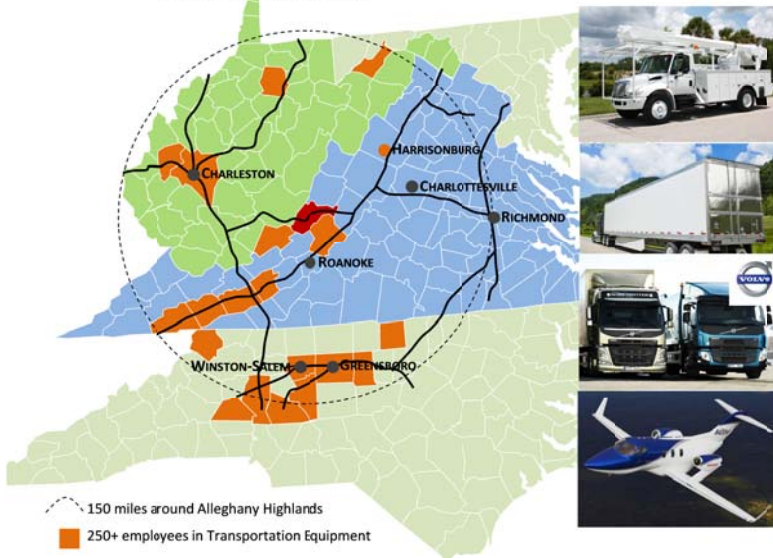 HARRISONBURG
CHARLESTON
CHARLOTTESVILLE
RICHMOND
ROANOKE
VOLVO
WINSTON-SALEM
GREENSBORO
150 miles around Alleghany Highlands
250+ employees in Transportation Equipment